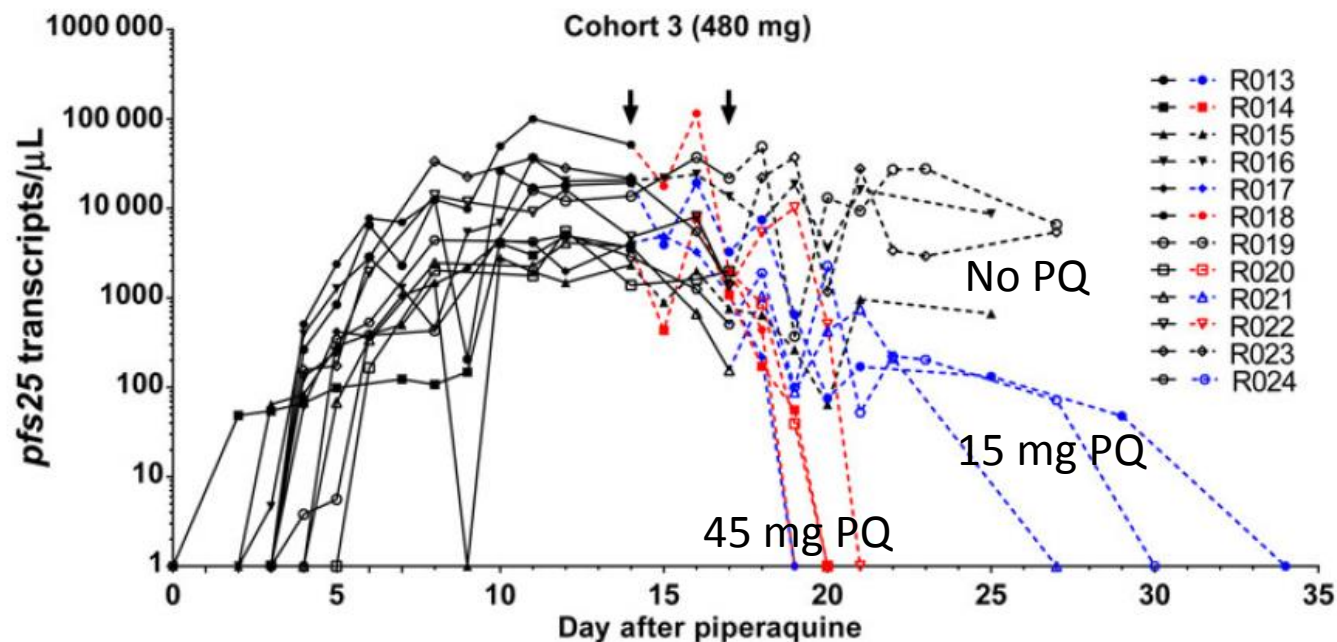 Cohort 3 (480 mg)
pfs25 transcripts/μL
1000 000
100 000
10 000
1000
100
10
1
0
5
10
15
20
25
30
35
Day after piperaquine
R013
R014
R015
R016
R017
R018
R019
R020
R021
R022
R023
R024
No PQ
15 mg PQ
45 mg PQ